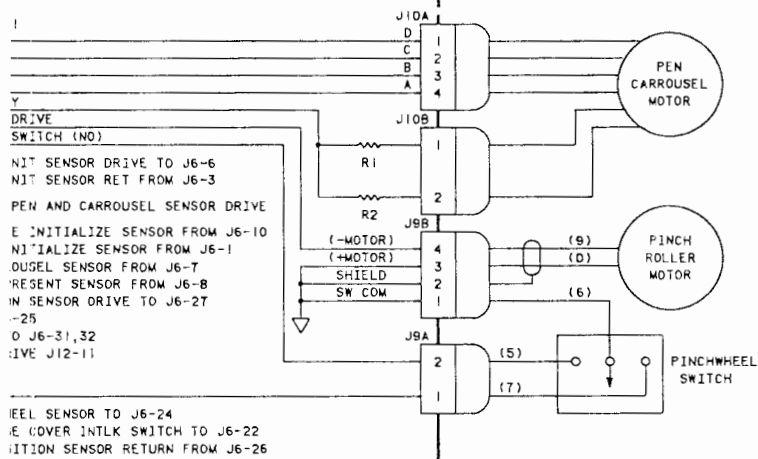 J10A
D
C
B
A
1
2
3
4
PEN
CARROUSEL
MOTOR
Y
DRIVE
SWITCH (NO)
J10B
1
2
R1
R2
NIT SENSOR DRIVE TO J6-6
NIT SENSOR RET FROM J6-3
PEN AND CARROUSEL SENSOR DRIVE
E INITIALIZE SENSOR FROM J6-10
NITIALIZE SENSOR FROM J6-1
OUSEL SENSOR FROM J6-7
RESENT SENSOR FROM J6-8
N SENSOR DRIVE TO J6-27
-25
O J6-31,32
IVE J12-11
J9B
(-MOTOR)
(+MOTOR)
SHIELD
SW COM
4
3
2
1
(9)
(0)
(6)
PINCH
ROLLER
MOTOR
J9A
2
1
(5)
(7)
PINCHWHEEL
SWITCH
EEL SENSOR TO J6-24
E COVER INTLK SWITCH TO J6-22
ITION SENSOR RETURN FROM J6-26